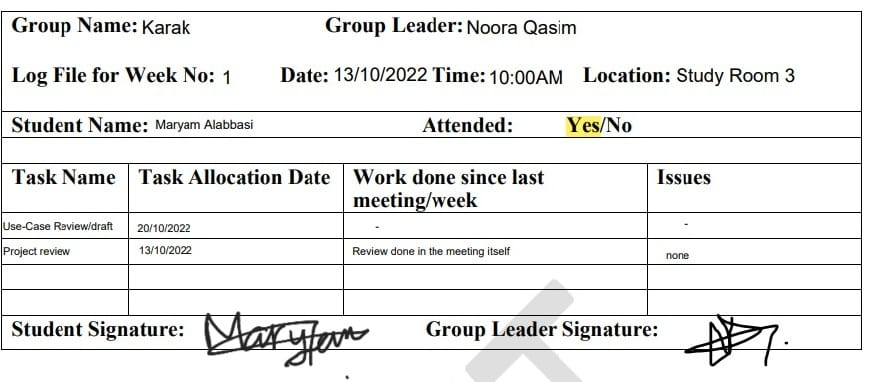 Group Name: Karak Group Leader: Noora Qasim
Log File for Week No: 1 Date: 13/10/2022 Time: 10:00AM Location: Study Room 3
Student Name: Maryam Alabbasi Attended: Yes/No
Task Name Task Allocation Date Work done since last meeting/week Issues
Use-Case Review/draft 20/10/2022 - -
Project review 13/10/2022 Review done in the meeting itself none
Student Signature: Maryam Group Leader Signature: